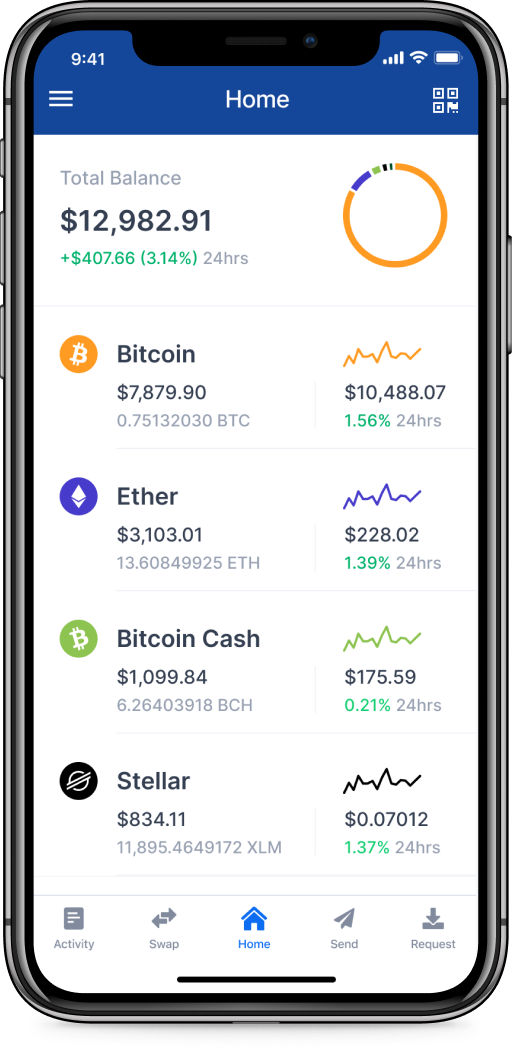 9:41
Home
Total Balance
$12,982.91
+$407.66 (3.14%) 24hrs
Bitcoin
$7,879.90
$10,488.07
0.75132030 BTC
1.56% 24hrs
Ether
$3,103.01
$228.02
13.60849925 ETH
1.39% 24hrs
Bitcoin Cash
$1,099.84
$175.59
6.26403918 BCH
0.21% 24hrs
Stellar
$834.11
$0.07012
11,895.4649172 XLM
1.37% 24hrs
Activity
Swap
Home
Send
Request